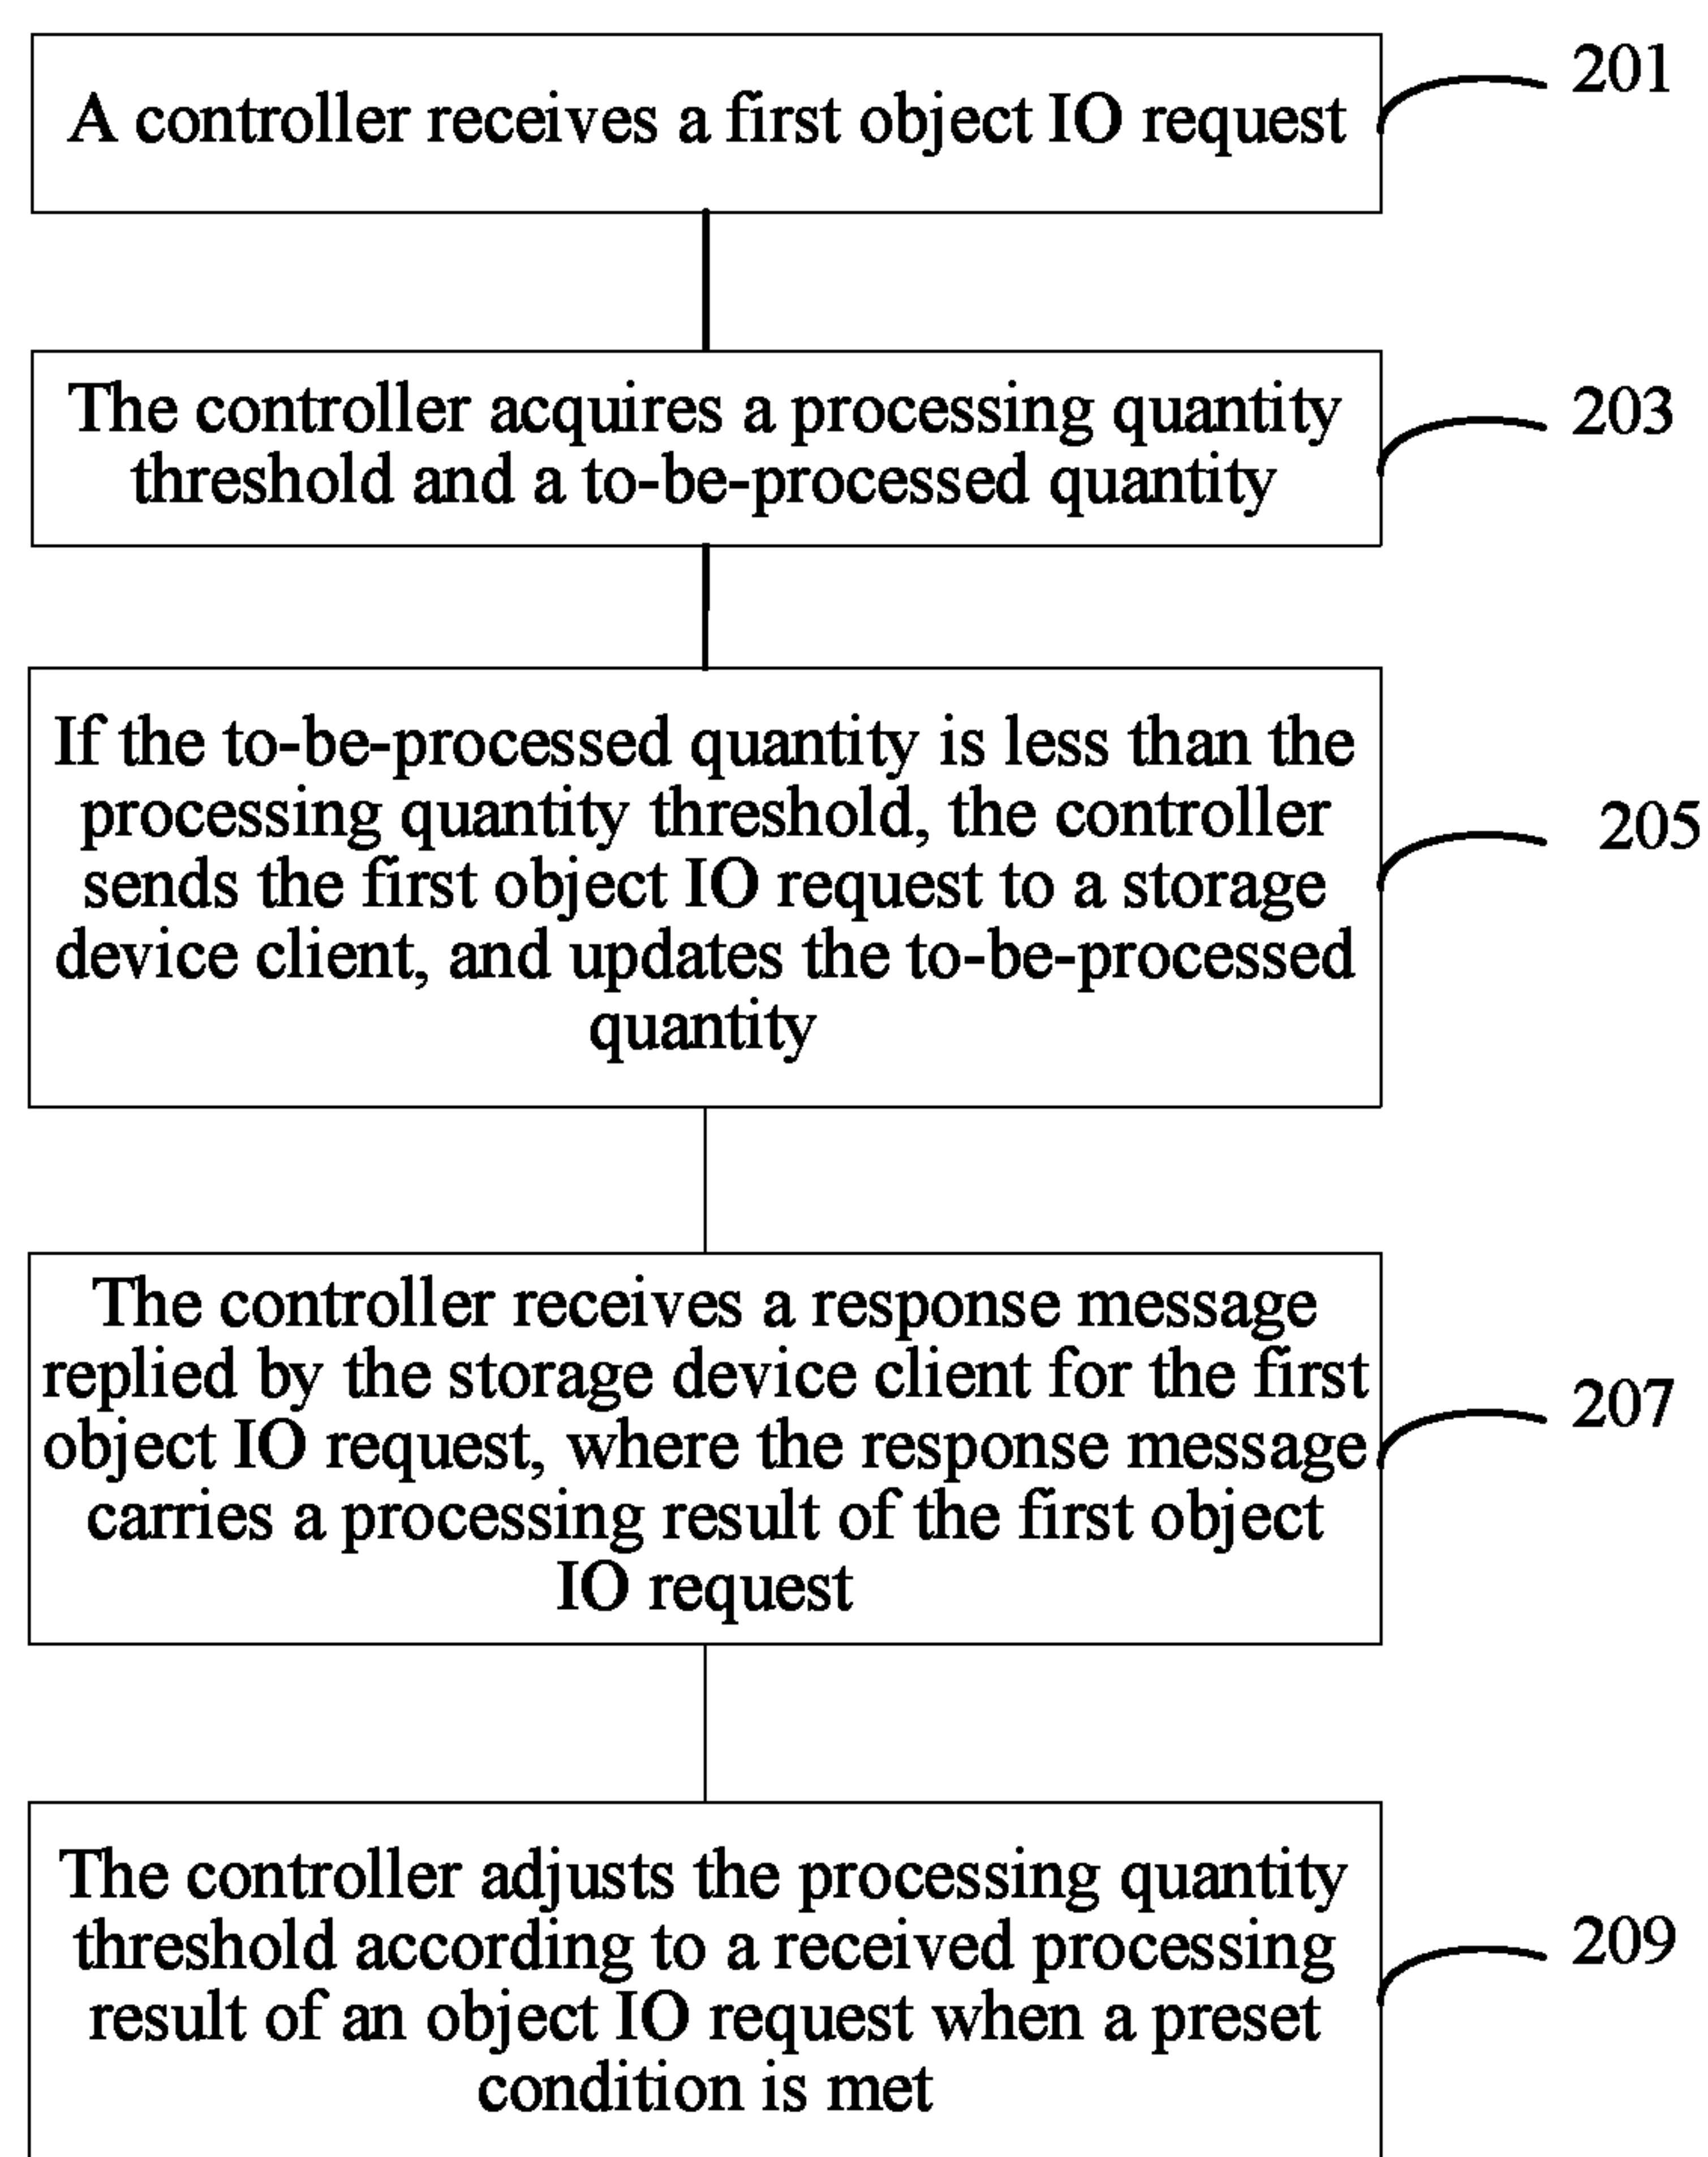 A controller receives a first object IO request
201
The controller acquires a processing quantity
threshold and a to-be-processed quantity
203
If the to-be-processed quantity is less than the
processing quantity threshold, the controller
sends the first object IO request to a storage
device client, and updates the to-be-processed
quantity
205
The controller receives a response message
replied by the storage device client for the first
object IO request, where the response message
carries a processing result of the first object
IO request
207
The controller adjusts the processing quantity
threshold according to a received processing
result of an object IO request when a preset
condition is met
209